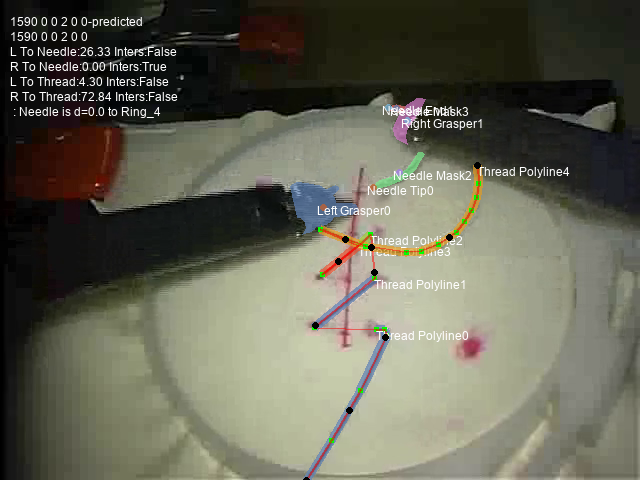 1590 0 0 2 0 0-predicted
1590 0 0 2 0 0
L To Needle:26.33 Inters:False
R To Needle:0.00 Inters:True
L To Thread:4.30 Inters:False
R To Thread:72.84 Inters:False
: Needle is d=0.0 to Ring_4
Needle End1
Needle Mask3
Right Grasper1
Thread Polyline4
Needle Mask2
Needle Tip0
Left Grasper0
Thread Polyline2
Thread Polyline3
Thread Polyline1
Thread Polyline0